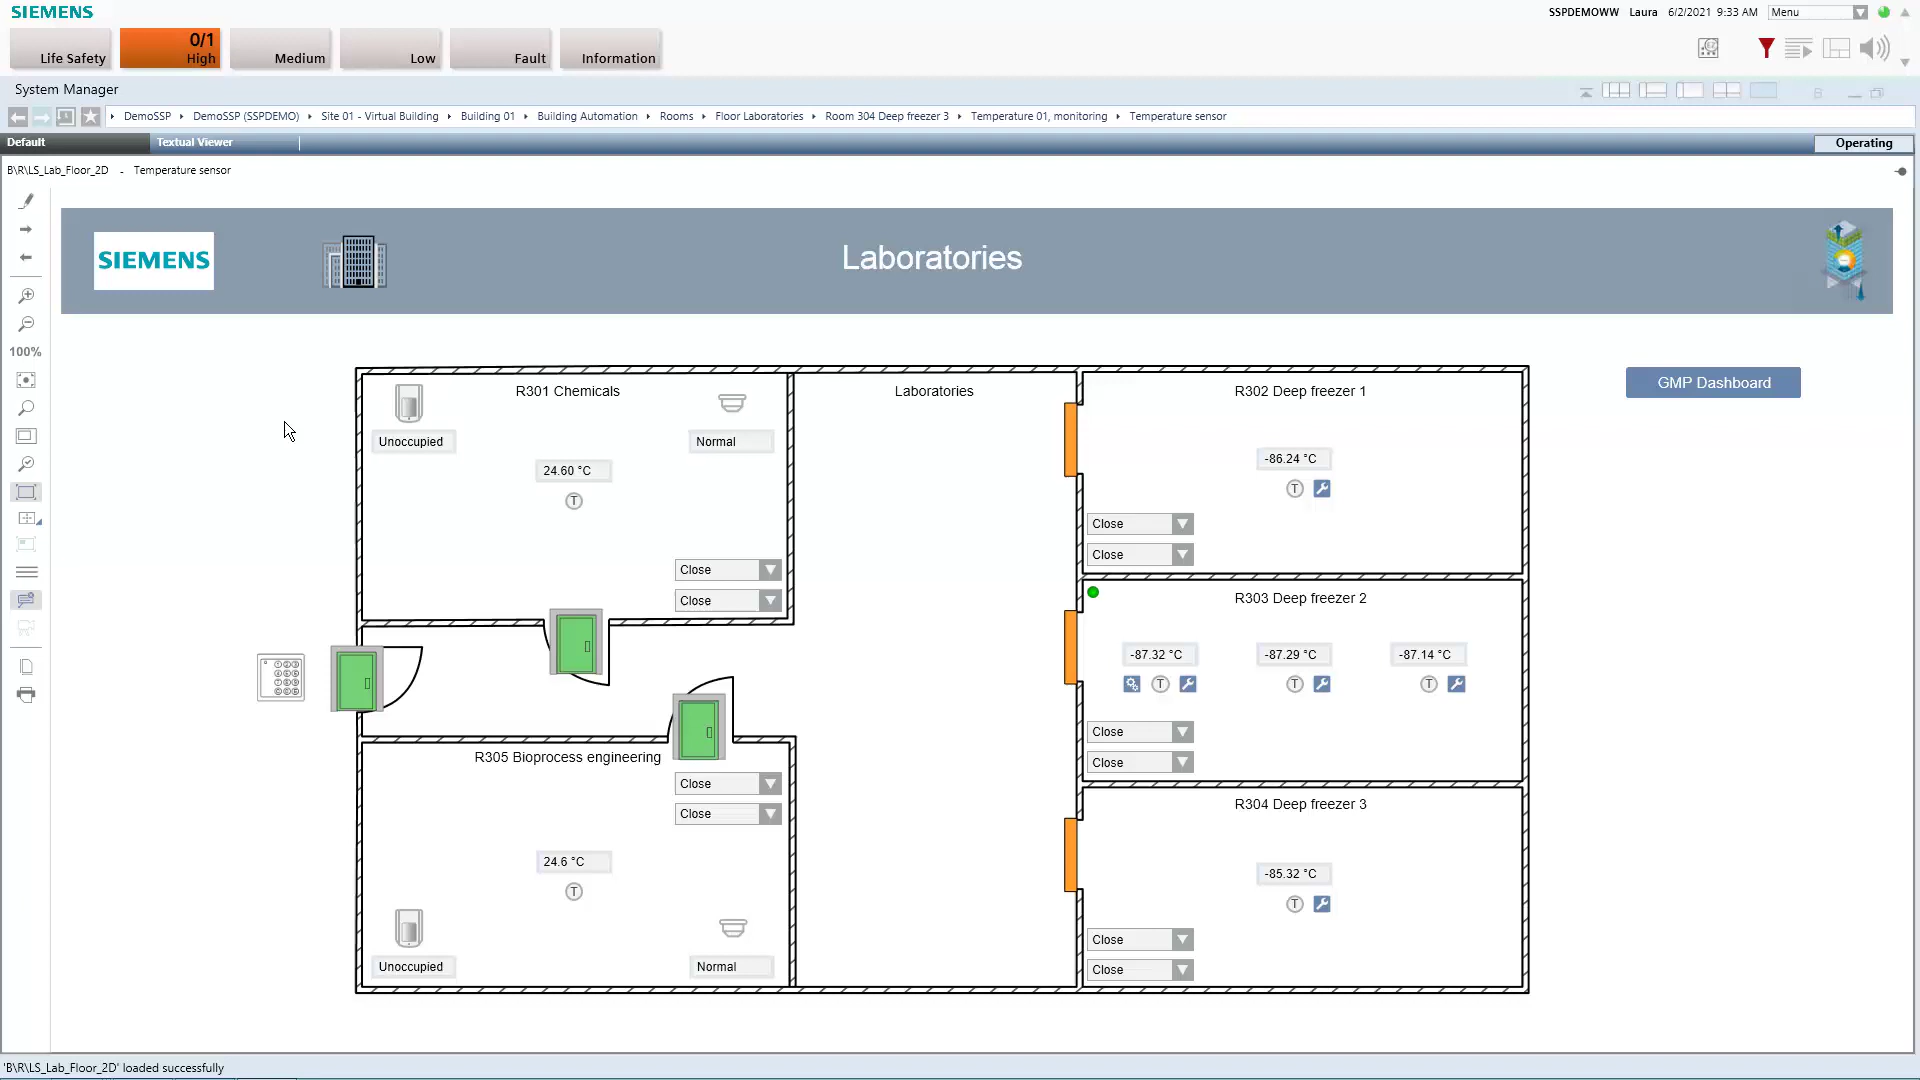 SIEMENS
SSPDEMOWW Laura 6/2/2021 9:33 AM Menu
Life Safety
0/1
High
Medium
Low
Fault
Information
System Manager
DemoSSP DemoSSP (SSPDEMO) Site 01 - Virtual Building Building 01 Building Automation Rooms Floor Laboratories Room 304 Deep freezer 3 Temperature 01, monitoring Temperature sensor
Default Textual Viewer Operating
B\R\LS_Lab_Floor_2D - Temperature sensor
SIEMENS
Laboratories
100%
R301 Chemicals
Unoccupied
Normal
24.60 °C
T
Close
Close
Laboratories
R302 Deep freezer 1
-86.24 °C
T
Close
Close
GMP Dashboard
R303 Deep freezer 2
-87.32 °C -87.29 °C -87.14 °C
T T T
Close
Close
R305 Bioprocess engineering
Close
Close
24.6 °C
T
Unoccupied
Normal
R304 Deep freezer 3
-85.32 °C
T
Close
Close
'B\R\LS_Lab_Floor_2D' loaded successfully